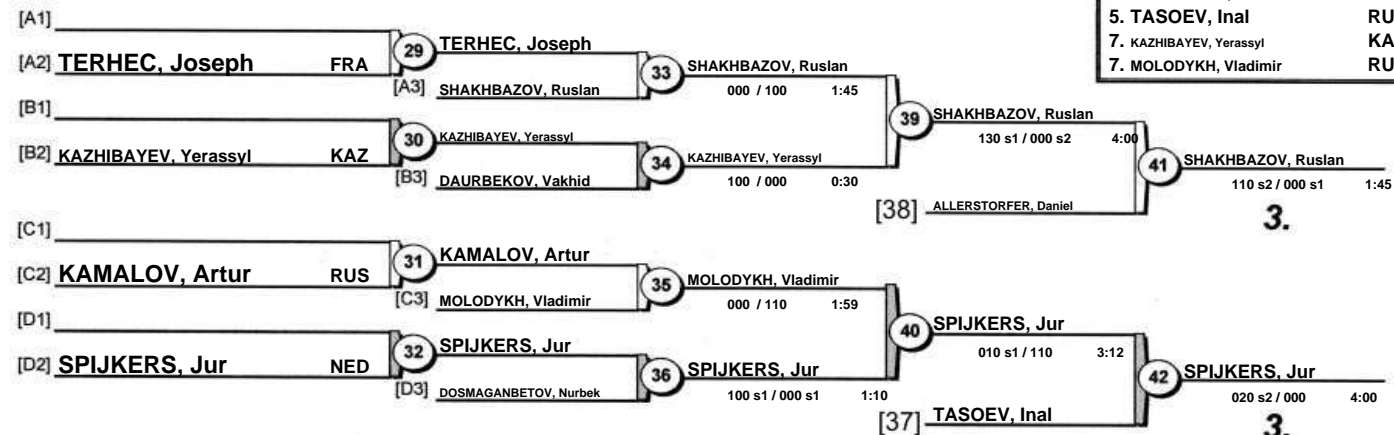 5. TASOEV, Inal RU
7. KAZHIBAYEV, Yerassyl KA
7. MOLODYKH, Vladimir RU
[A1]
[A2] TERHEC, Joseph FRA
29
TERHEC, Joseph
[A3] SHAKHBAZOV, Ruslan
33
SHAKHBAZOV, Ruslan
000 / 100 1:45
[B1]
[B2] KAZHIBAYEV, Yerassyl KAZ
30
KAZHIBAYEV, Yerassyl
[B3] DAURBEKOV, Vakhid
34
KAZHIBAYEV, Yerassyl
100 / 000 0:30
39
SHAKHBAZOV, Ruslan
130 s1 / 000 s2 4:00
[38] ALLERSTORFER, Daniel
41
SHAKHBAZOV, Ruslan
110 s2 / 000 s1 1:45
3.
[C1]
[C2] KAMALOV, Artur RUS
31
KAMALOV, Artur
[C3] MOLODYKH, Vladimir
35
MOLODYKH, Vladimir
000 / 110 1:59
[D1]
[D2] SPIJKERS, Jur NED
32
SPIJKERS, Jur
[D3] DOSMAGANBETOV, Nurbek
36
SPIJKERS, Jur
100 s1 / 000 s1 1:10
40
SPIJKERS, Jur
010 s1 / 110 3:12
[37] TASOEV, Inal
42
SPIJKERS, Jur
020 s2 / 000 4:00
3.